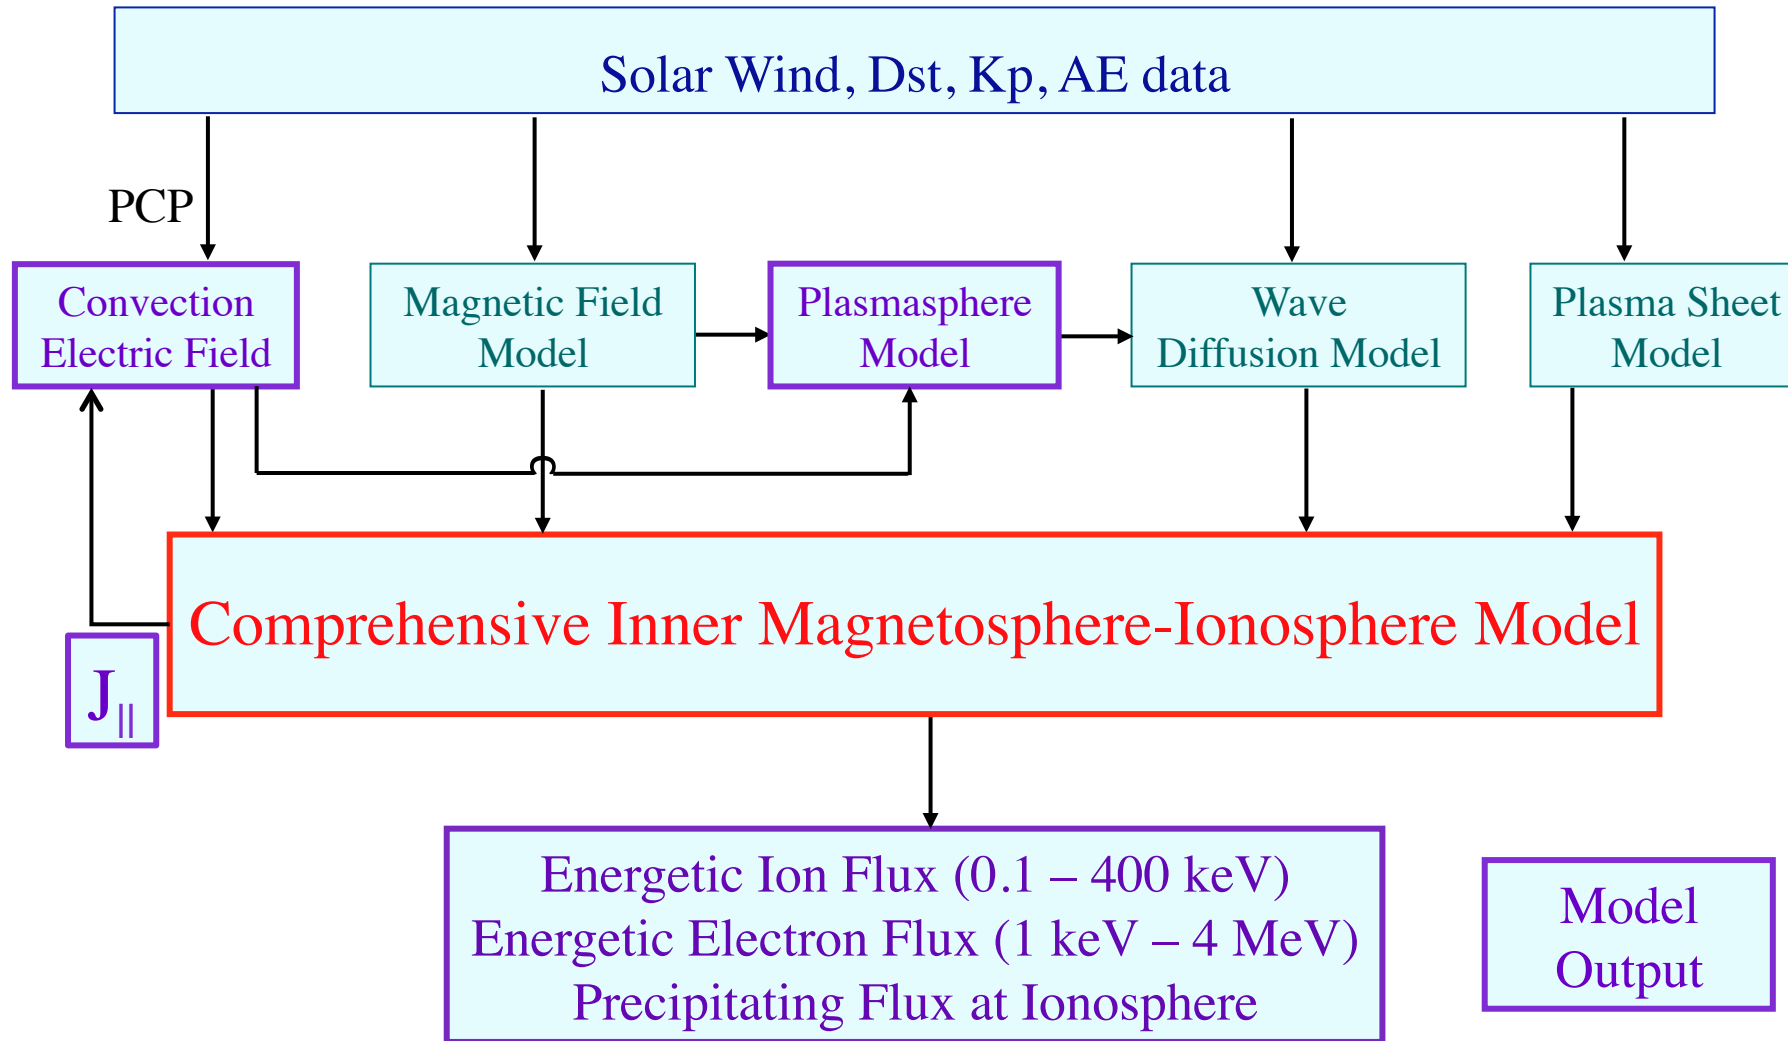 Solar Wind, Dst, Kp, AE data
PCP
Convection
Electric Field
Magnetic Field
Model
Plasmasphere
Model
Wave
Diffusion Model
Plasma Sheet
Model
Comprehensive Inner Magnetosphere-Ionosphere Model
J||
Energetic Ion Flux (0.1 – 400 keV)
Energetic Electron Flux (1 keV – 4 MeV)
Precipitating Flux at Ionosphere
Model
Output